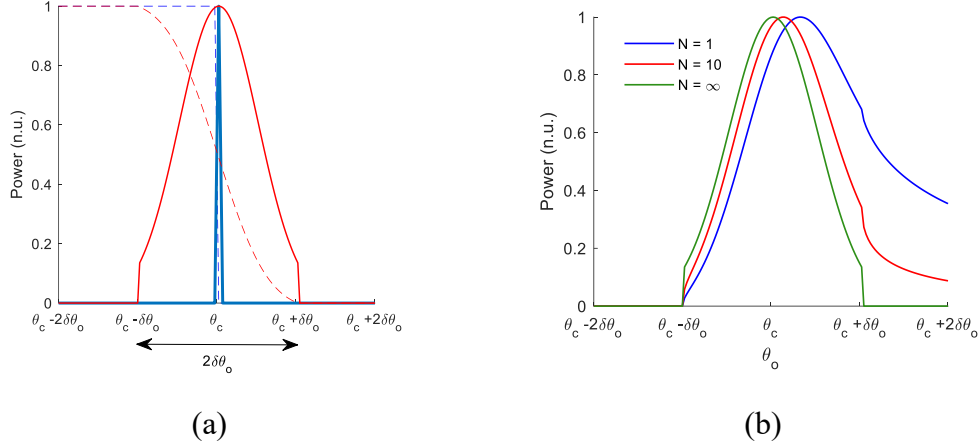 Power (n.u.)
1
0.8
0.6
0.4
0.2
0
θc -2δθo
θc -δθo
θc
θc +δθo
θc +2δθo
2δθo
(a)
Power (n.u.)
1
0.8
0.6
0.4
0.2
0
N = 1
N = 10
N = ∞
θc -2δθo
θc -δθo
θc
θc +δθo
θc +2δθo
θo
(b)